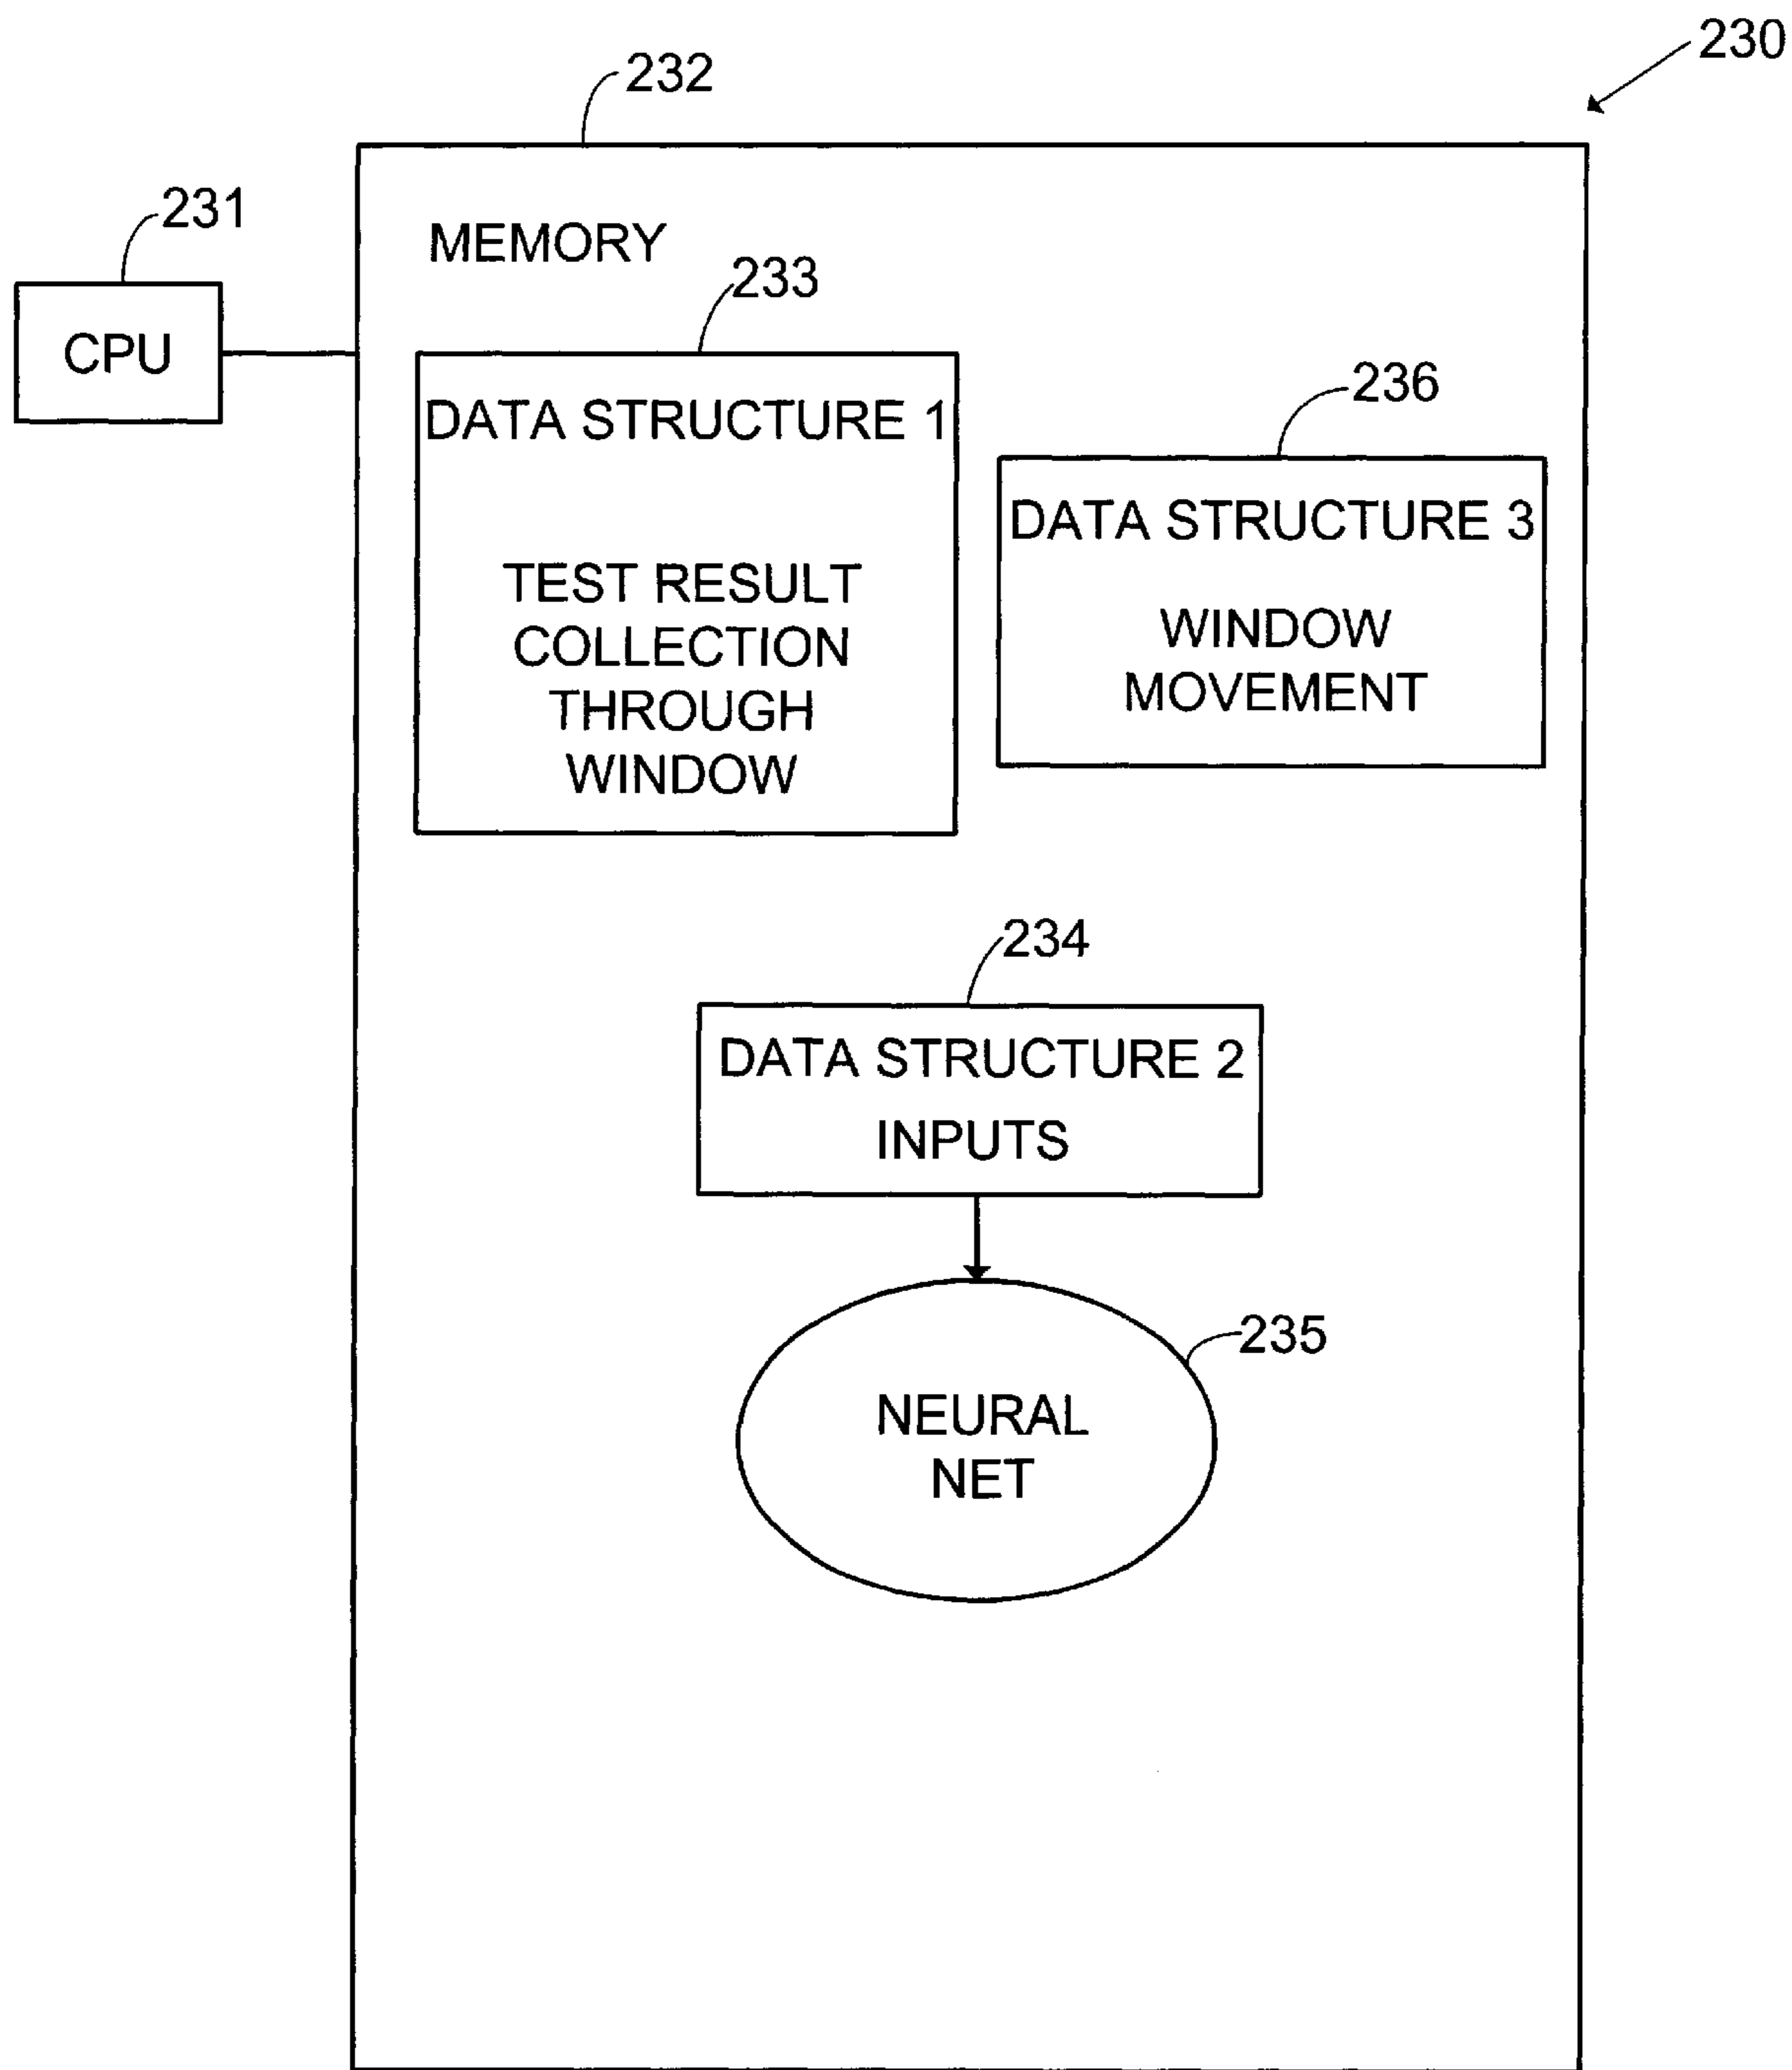 230
232
231
MEMORY
233
CPU
236
DATA STRUCTURE 1
DATA STRUCTURE 3
TEST RESULT
COLLECTION
THROUGH
WINDOW
WINDOW
MOVEMENT
234
DATA STRUCTURE 2
INPUTS
235
NEURAL
NET